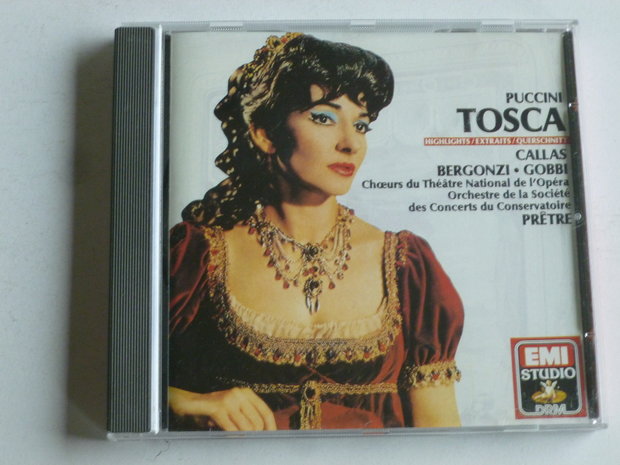 PUCCINI
TOSCA
HIGHLIGHTS/EXTRAITS/QUERSCHNITT
CALLAS
BERGONZI • GOBBI
Chœurs du Théâtre National de l'Opéra
Orchestre de la Société
des Concerts du Conservatoire
PRÊTRE
EMI
STUDIO
DRM